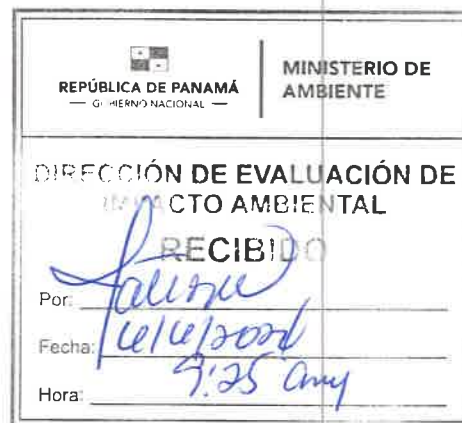 REPÚBLICA DE PANAMÁ
— GOBIERNO NACIONAL —
MINISTERIO DE
AMBIENTE
DIRECCIÓN DE EVALUACIÓN DE
IMPACTO AMBIENTAL
RECIBIDO
Por:
Fecha:
Hora: 9:25 am